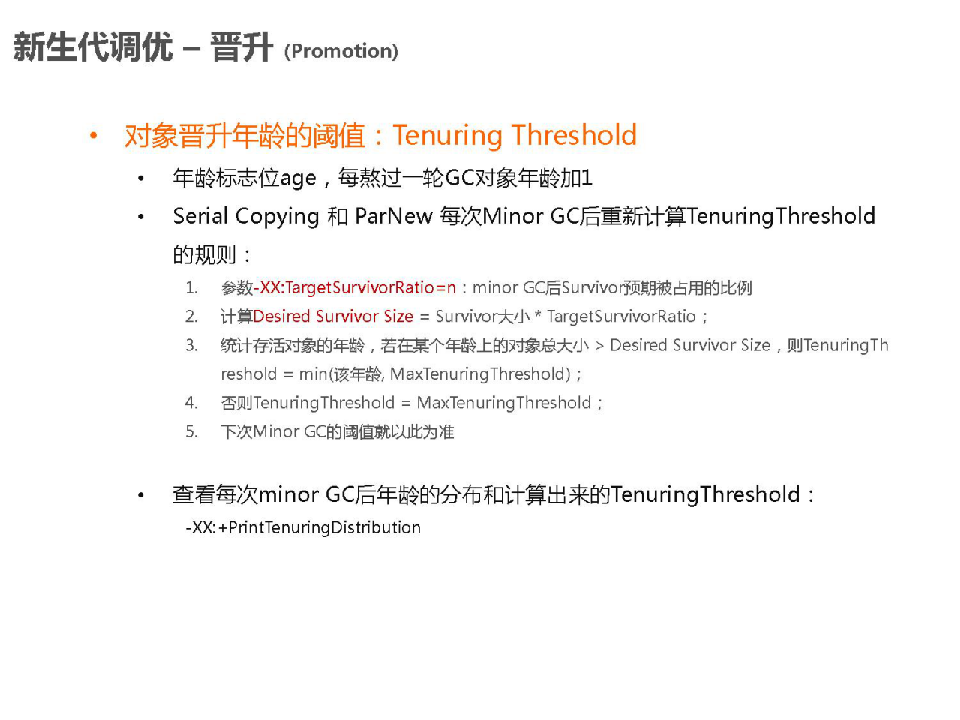 新生代调优 – 晋升 (Promotion)
• 对象晋升年龄的阈值：Tenuring Threshold
• 年龄标志位age，每熬过一轮GC对象年龄加1
• Serial Copying 和 ParNew 每次Minor GC后重新计算TenuringThreshold
的规则：
1. 参数-XX:TargetSurvivorRatio=n：minor GC后Survivor预期被占用的比例
2. 计算Desired Survivor Size = Survivor大小 * TargetSurvivorRatio；
3. 统计存活对象的年龄，若在某个年龄上的对象总大小 > Desired Survivor Size，则TenuringTh
reshold = min(该年龄, MaxTenuringThreshold)；
4. 否则TenuringThreshold = MaxTenuringThreshold；
5. 下次Minor GC的阈值就以此为准
• 查看每次minor GC后年龄的分布和计算出来的TenuringThreshold：
-XX:+PrintTenuringDistribution